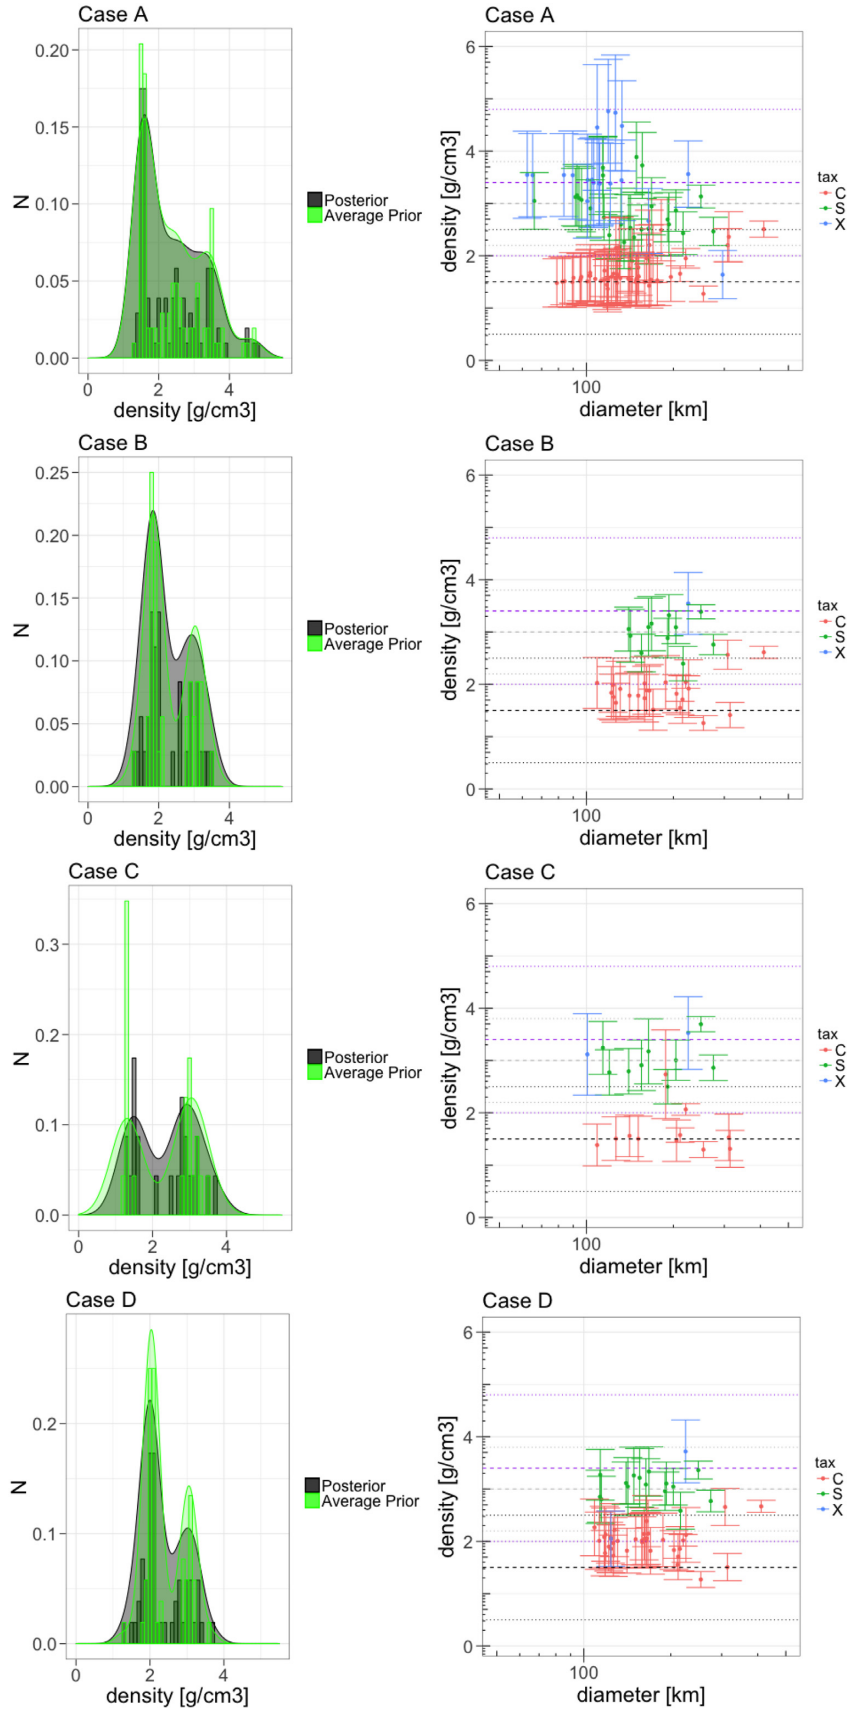 Case A
0.20
0.15
0.10
0.05
0.00
N
0 2 4
density [g/cm3]
Posterior
Average Prior
Case A
6
4
2
0
density [g/cm3]
100
diameter [km]
tax
C
S
X
Case B
0.25
0.20
0.15
0.10
0.05
0.00
N
0 2 4
density [g/cm3]
Posterior
Average Prior
Case B
6
4
2
0
density [g/cm3]
100
diameter [km]
tax
C
S
X
Case C
0.3
0.2
0.1
0.0
N
0 2 4
density [g/cm3]
Posterior
Average Prior
Case C
6
4
2
0
density [g/cm3]
100
diameter [km]
tax
C
S
X
Case D
0.2
0.1
0.0
N
0 2 4
density [g/cm3]
Posterior
Average Prior
Case D
6
4
2
0
density [g/cm3]
100
diameter [km]
tax
C
S
X